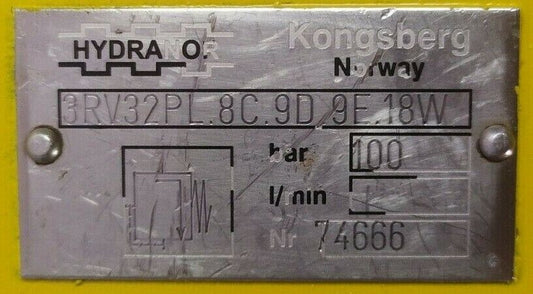 HYDRANOR Kongsberg
Norway
3RV32PL.8C.9D 9E.18W
bar 100
l/min
Nr 74666